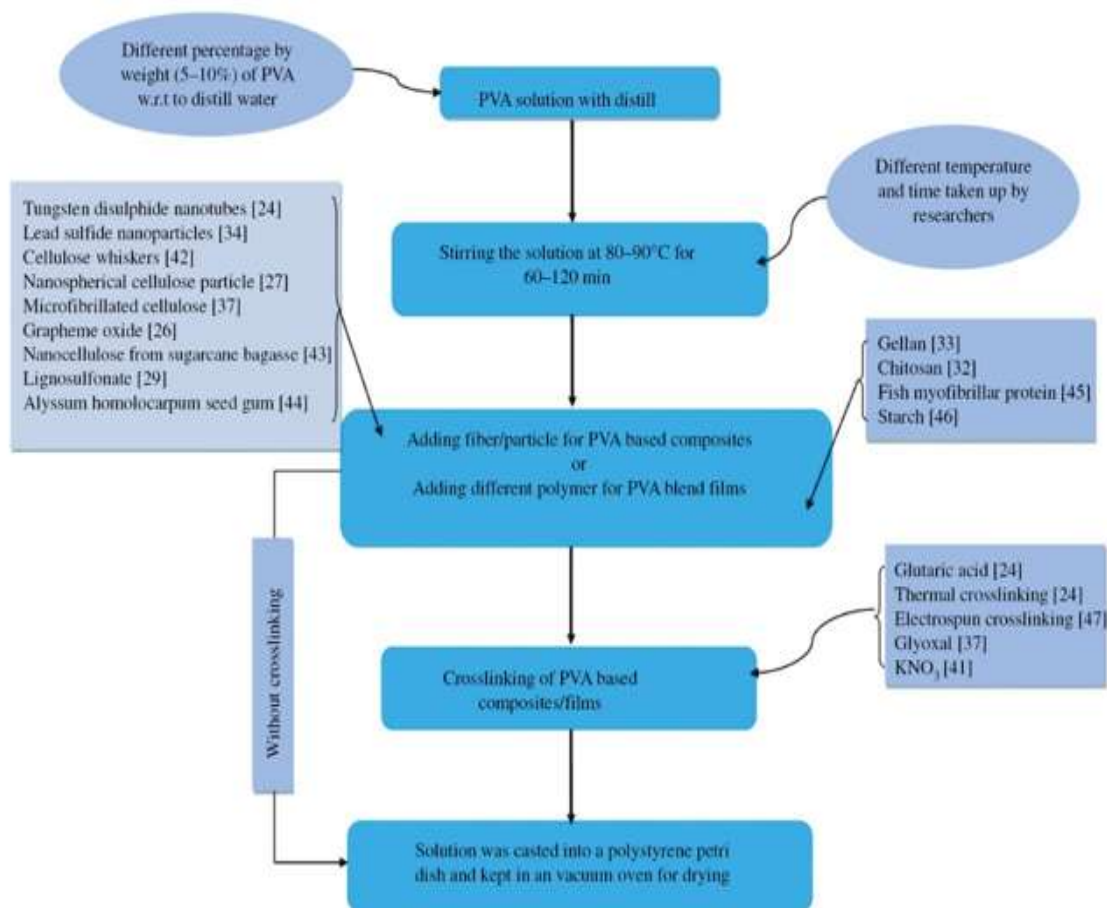 Different percentage by
weight (5–10%) of PVA
w.r.t to distill water
PVA solution with distill
Different temperature
and time taken up by
researchers
Tungsten disulphide nanotubes [24]
Lead sulfide nanoparticles [34]
Cellulose whiskers [42]
Nanospherical cellulose particle [27]
Microfibrillated cellulose [37]
Grapheme oxide [26]
Nanocellulose from sugarcane bagasse [43]
Lignosulfonate [29]
Alyssum homolocarpum seed gum [44]
Stirring the solution at 80–90°C for
60–120 min
Gellan [33]
Chitosan [32]
Fish myofibrillar protein [45]
Starch [46]
Adding fiber/particle for PVA based composites
or
Adding different polymer for PVA blend films
Without crosslinking
Glutaric acid [24]
Thermal crosslinking [24]
Electrospun crosslinking [47]
Glyoxal [37]
KNO₃ [41]
Crosslinking of PVA based
composites/films
Solution was casted into a polystyrene petri
dish and kept in an vacuum oven for drying